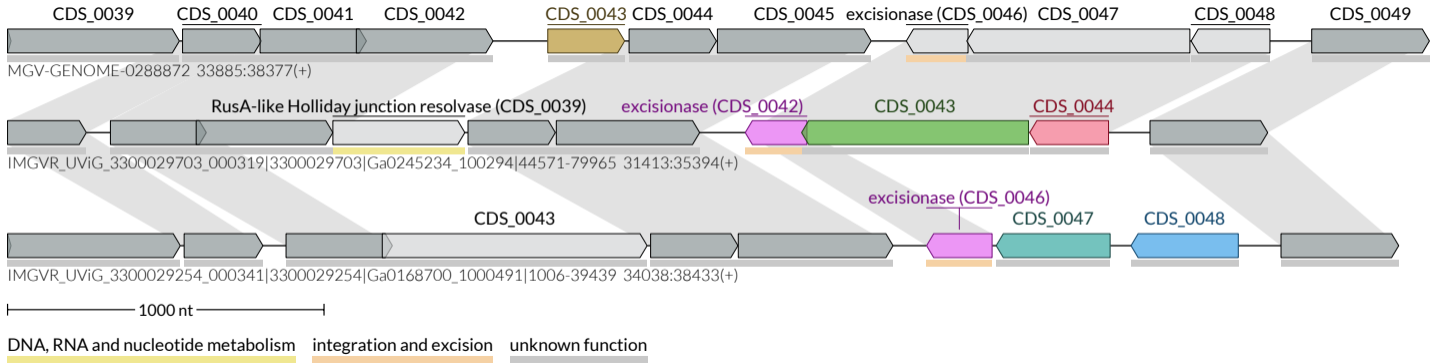 CDS_0039 CDS_0040 CDS_0041 CDS_0042 CDS_0043 CDS_0044 CDS_0045 excisionase (CDS_0046) CDS_0047 CDS_0048 CDS_0049
MGV-GENOME-0288872 33885:38377(+)
RusA-like Holliday junction resolvase (CDS_0039) excisionase (CDS_0042) CDS_0043 CDS_0044
IMGVR_UViG_3300029703_000319|3300029703|Ga0245234_100294|44571-79965 31413:35394(+)
excisionase (CDS_0046)
CDS_0043 CDS_0047 CDS_0048
IMGVR_UViG_3300029254_000341|3300029254|Ga0168700_1000491|1006-39439 34038:38433(+)
1000 nt
DNA, RNA and nucleotide metabolism integration and excision unknown function